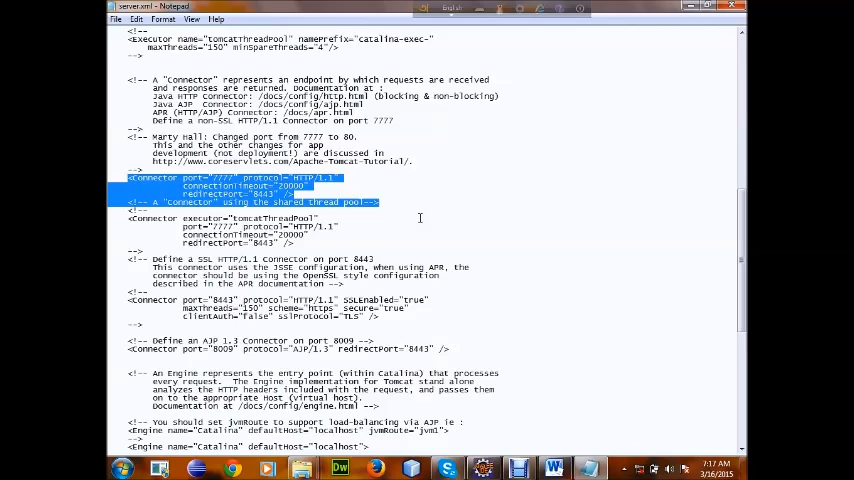 server.xml - Notepad
English
File Edit Format View Help
<!--
<Executor name="tomcatThreadPool" namePrefix="catalina-exec-"
maxThreads="150" minSpareThreads="4"/>
-->
<!-- A "Connector" represents an endpoint by which requests are received
and responses are returned. Documentation at :
Java HTTP Connector: /docs/config/http.html (blocking & non-blocking)
Java AJP  Connector: /docs/config/ajp.html
APR (HTTP/AJP) Connector: /docs/apr.html
Define a non-SSL HTTP/1.1 Connector on port 7777
-->
<!-- Marty Hall: Changed port from 7777 to 80.
This and the other changes for app
development (not deployment!) are discussed in
http://www.coreservlets.com/Apache-Tomcat-Tutorial/.
-->
<Connector port="7777" protocol="HTTP/1.1"
connectionTimeout="20000"
redirectPort="8443" />
<!-- A "Connector" using the shared thread pool-->
<!--
<Connector executor="tomcatThreadPool"
port="7777" protocol="HTTP/1.1"
connectionTimeout="20000"
redirectPort="8443" />
-->
<!-- Define a SSL HTTP/1.1 Connector on port 8443
This connector uses the JSSE configuration, when using APR, the
connector should be using the OpenSSL style configuration
described in the APR documentation -->
<!--
<Connector port="8443" protocol="HTTP/1.1" SSLEnabled="true"
maxThreads="150" scheme="https" secure="true"
clientAuth="false" sslProtocol="TLS" />
-->
<!-- Define an AJP 1.3 Connector on port 8009 -->
<Connector port="8009" protocol="AJP/1.3" redirectPort="8443" />
<!-- An Engine represents the entry point (within Catalina) that processes
every request.  The Engine implementation for Tomcat stand alone
analyzes the HTTP headers included with the request, and passes them
on to the appropriate Host (virtual host).
Documentation at /docs/config/engine.html -->
<!-- You should set jvmRoute to support load-balancing via AJP ie :
<Engine name="Catalina" defaultHost="localhost" jvmRoute="jvm1">
-->
<Engine name="Catalina" defaultHost="localhost">
Dw
7:17 AM
3/16/2015